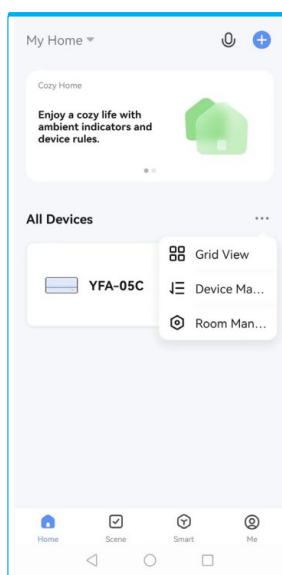 My Home
Cozy Home
Enjoy a cozy life with
ambient indicators and
device rules.
All Devices
Grid View
YFA-05C
Device Ma...
Room Man...
Home
Scene
Smart
Me